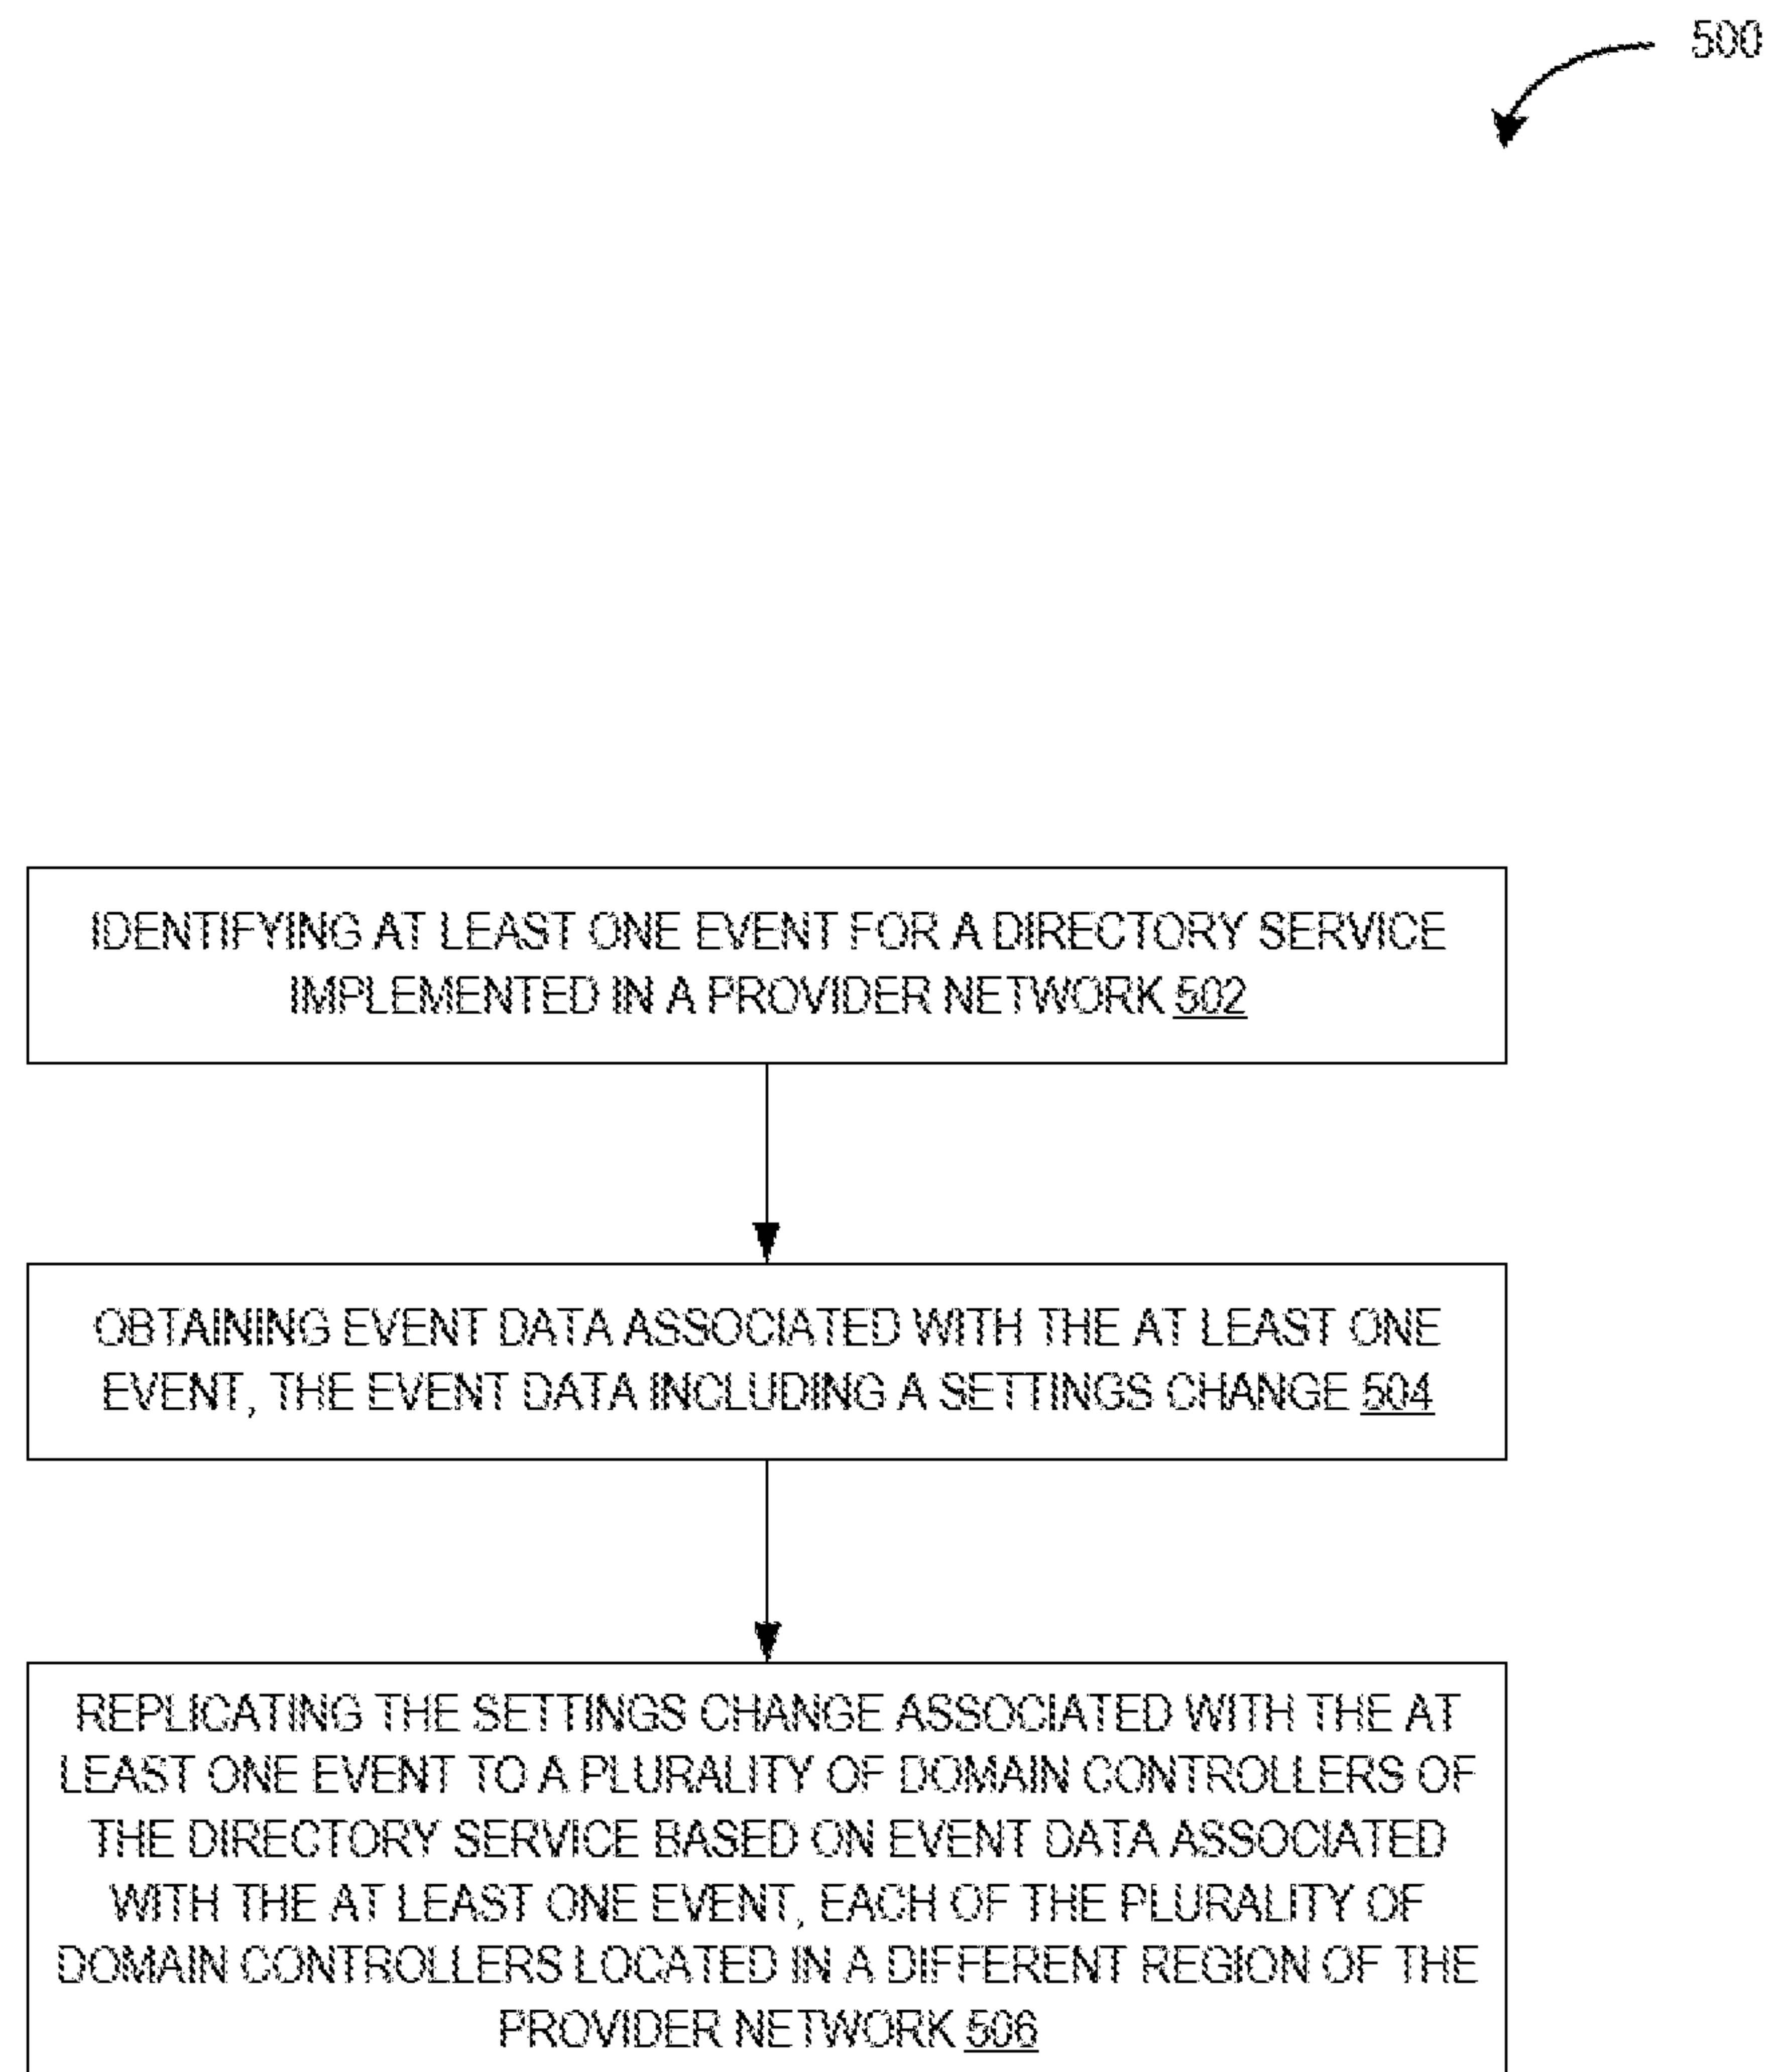 500
IDENTIFYING AT LEAST ONE EVENT FOR A DIRECTORY SERVICE
IMPLEMENTED IN A PROVIDER NETWORK 502
OBTAINING EVENT DATA ASSOCIATED WITH THE AT LEAST ONE
EVENT, THE EVENT DATA INCLUDING A SETTINGS CHANGE 504
REPLICATING THE SETTINGS CHANGE ASSOCIATED WITH THE AT
LEAST ONE EVENT TO A PLURALITY OF DOMAIN CONTROLLERS OF
THE DIRECTORY SERVICE BASED ON EVENT DATA ASSOCIATED
WITH THE AT LEAST ONE EVENT, EACH OF THE PLURALITY OF
DOMAIN CONTROLLERS LOCATED IN A DIFFERENT REGION OF THE
PROVIDER NETWORK 506